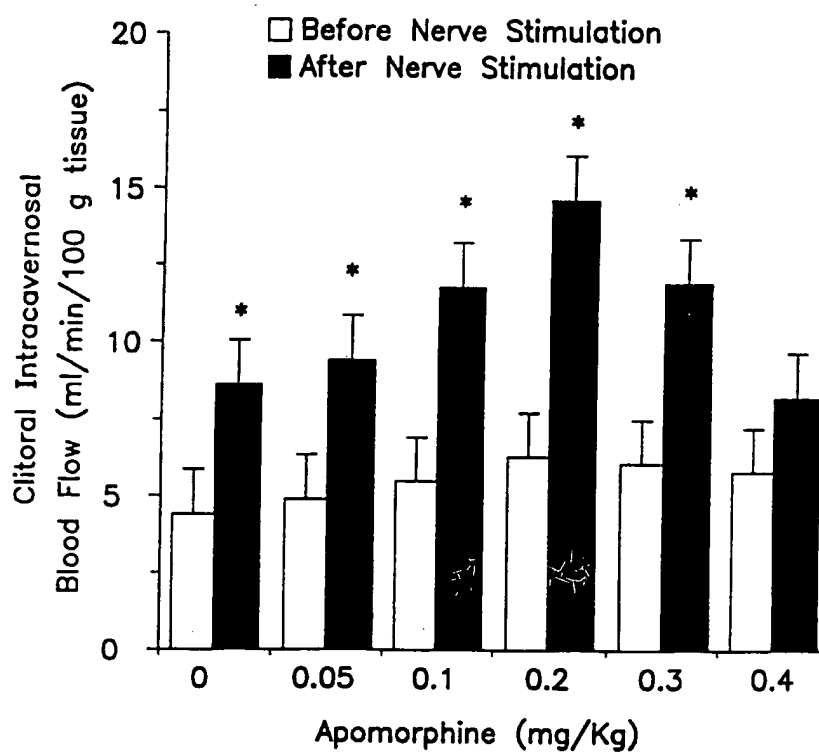 Before Nerve Stimulation
After Nerve Stimulation
Clitoral Intracavernosal
Blood Flow (ml/min/100 g tissue)
20
15
10
5
0
* * * * *
0 0.05 0.1 0.2 0.3 0.4
Apomorphine (mg/Kg)